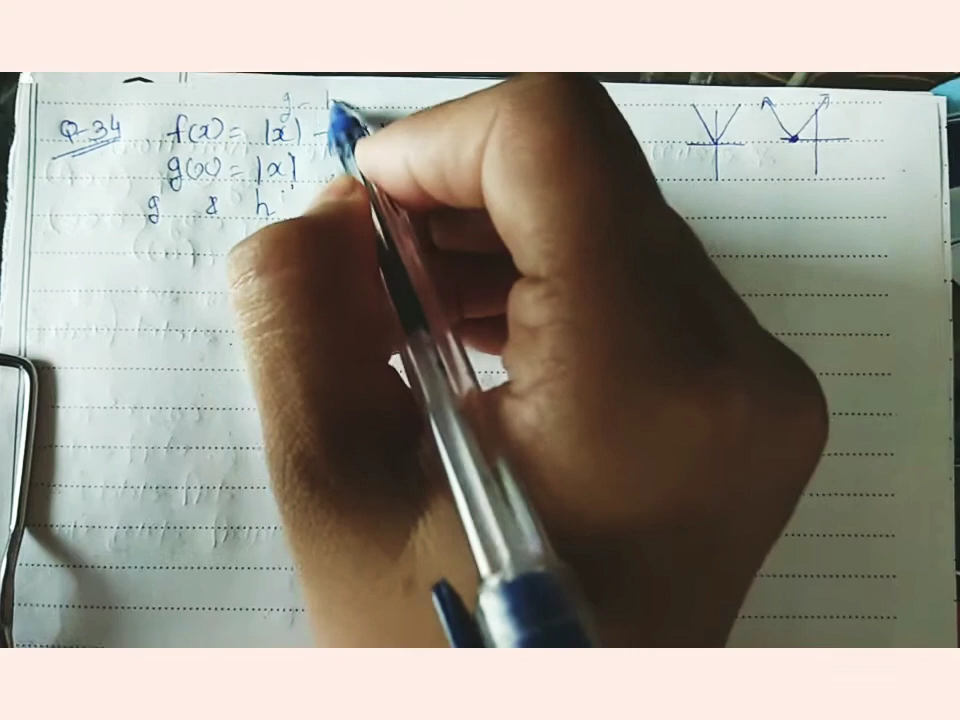 g - h
Q-34 f(x) = |x| -
g(x) = |x|
g & h